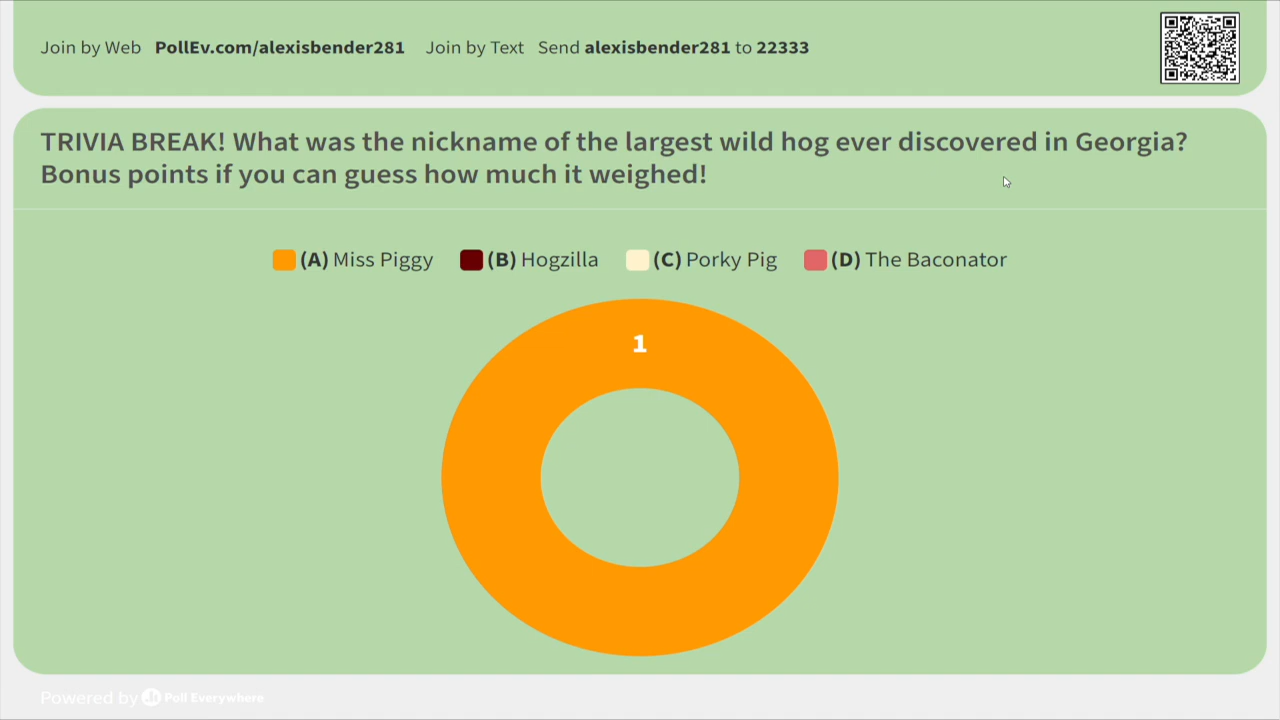 Join by Web PollEv.com/alexisbender281 Join by Text Send alexisbender281 to 22333
TRIVIA BREAK! What was the nickname of the largest wild hog ever discovered in Georgia?
Bonus points if you can guess how much it weighed!
(A) Miss Piggy (B) Hogzilla (C) Porky Pig (D) The Baconator
1
Powered by Poll Everywhere